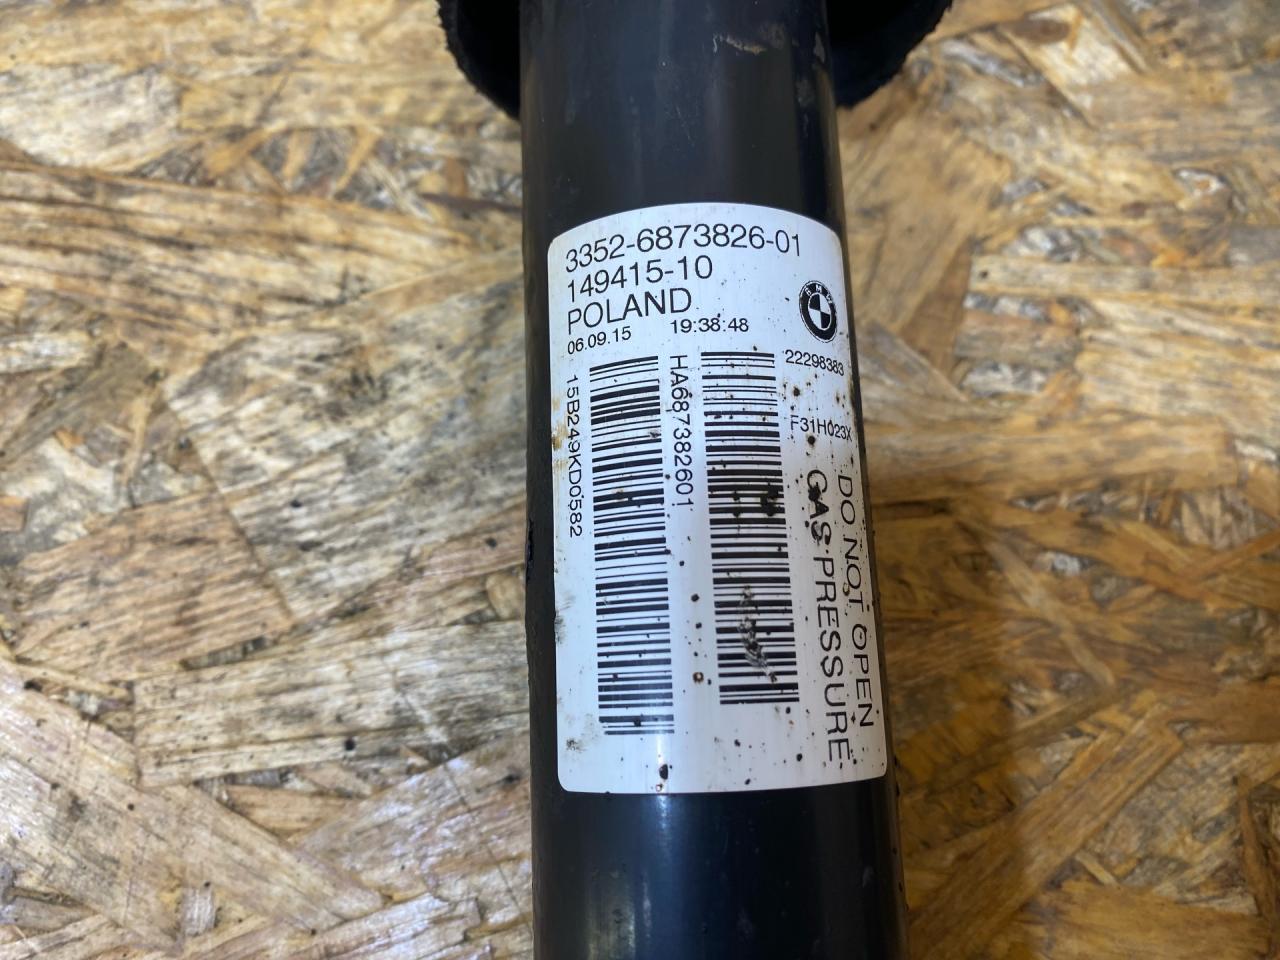 3352-6873826-01
149415-10
POLAND
06.09.15 19:38:48
BMW
22298383
F31H023X
15B249KD0582
HA687382601
DO NOT OPEN
GAS PRESSURE